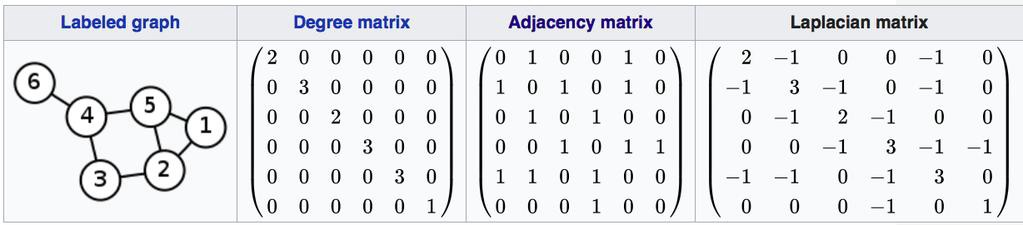 Labeled graph Degree matrix Adjacency matrix Laplacian matrix
6
4 5 1
3 2
2 0 0 0 0 0
0 3 0 0 0 0
0 0 2 0 0 0
0 0 0 3 0 0
0 0 0 0 3 0
0 0 0 0 0 1
0 1 0 0 1 0
1 0 1 0 1 0
0 1 0 1 0 0
0 0 1 0 1 1
1 1 0 1 0 0
0 0 0 1 0 0
2 −1 0 0 −1 0
−1 3 −1 0 −1 0
0 −1 2 −1 0 0
0 0 −1 3 −1 −1
−1 −1 0 −1 3 0
0 0 0 −1 0 1